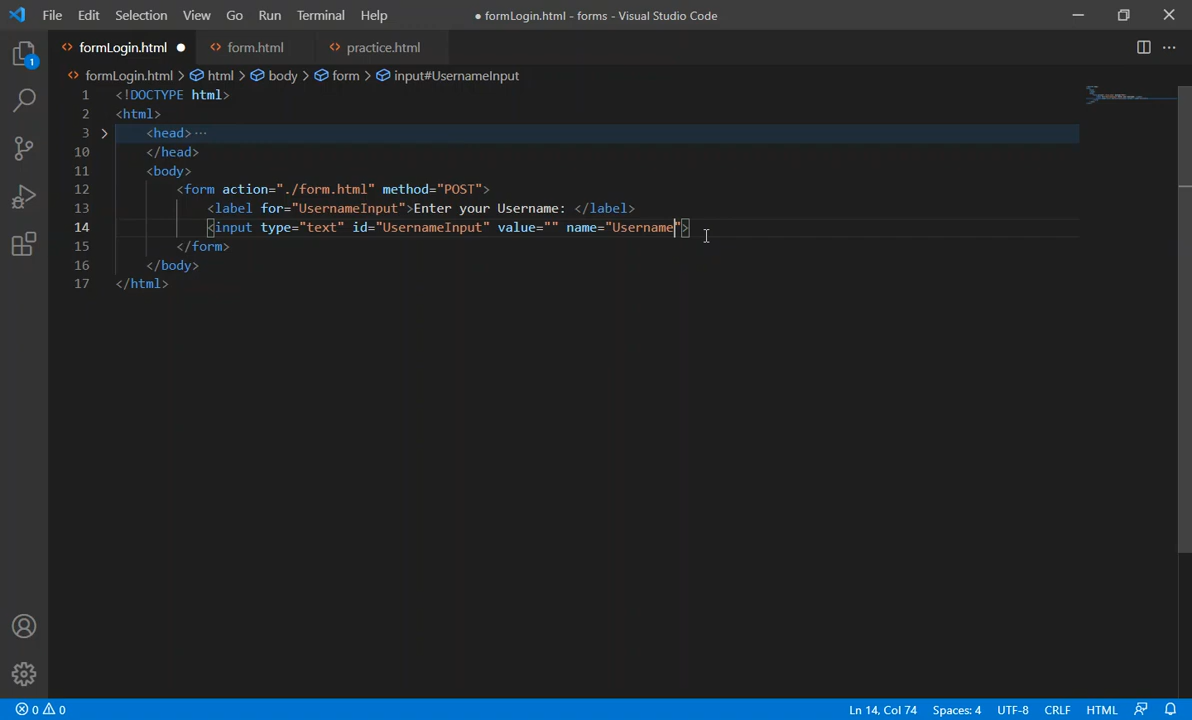 File Edit Selection View Go Run Terminal Help ● formLogin.html - forms - Visual Studio Code
1 <> formLogin.html ● <> form.html <> practice.html ···
<> formLogin.html > html > body > form > input#UsernameInput
1 <!DOCTYPE html>
2 <html>
3 > <head>···
10 </head>
11 <body>
12 <form action="./form.html" method="POST">
13 <label for="UsernameInput">Enter your Username: </label>
14 <input type="text" id="UsernameInput" value="" name="Username">
15 </form>
16 </body>
17 </html>
0 0 Ln 14, Col 74 Spaces: 4 UTF-8 CRLF HTML